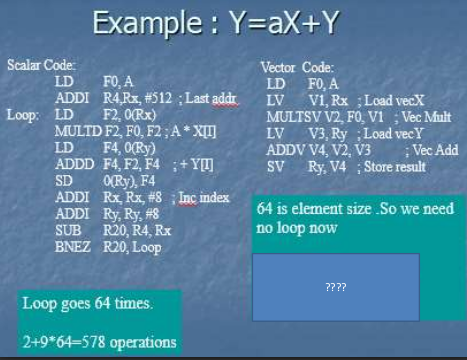 Example : Y=aX+Y
Scalar Code:
LD F0, A
ADDI R4,Rx, #512 ; Last addr
Loop: LD F2, 0(Rx)
MULTD F2, F0, F2 ; A * X[I]
LD F4, 0(Ry)
ADDD F4, F2, F4 ; + Y[I]
SD 0(Ry), F4
ADDI Rx, Rx, #8 ; Inc index
ADDI Ry, Ry, #8
SUB R20, R4, Rx
BNEZ R20, Loop
Loop goes 64 times.
2+9*64=578 operations
Vector Code:
LD F0, A
LV V1, Rx ; Load vecX
MULTSV V2, F0, V1 ; Vec Mult
LV V3, Ry ; Load vecY
ADDV V4, V2, V3 ; Vec Add
SV Ry, V4 ; Store result
64 is element size .So we need
no loop now
????